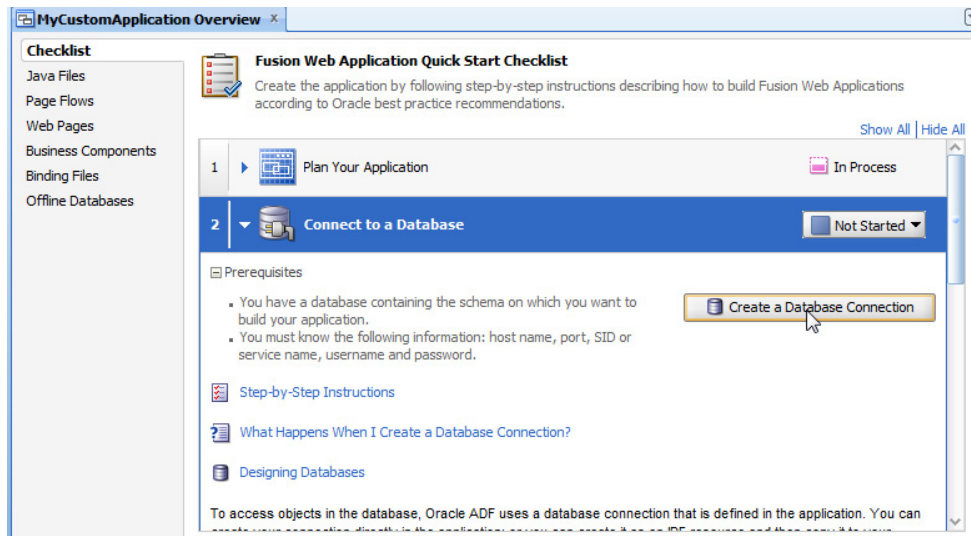 MyCustomApplication Overview x
Checklist
Java Files
Page Flows
Web Pages
Business Components
Binding Files
Offline Databases
Fusion Web Application Quick Start Checklist
Create the application by following step-by-step instructions describing how to build Fusion Web Applications
according to Oracle best practice recommendations.
Show All | Hide All
1 Plan Your Application In Process
2 Connect to a Database Not Started
Prerequisites
You have a database containing the schema on which you want to
build your application.
You must know the following information: host name, port, SID or
service name, username and password.
Create a Database Connection
Step-by-Step Instructions
What Happens When I Create a Database Connection?
Designing Databases
To access objects in the database, Oracle ADF uses a database connection that is defined in the application. You can